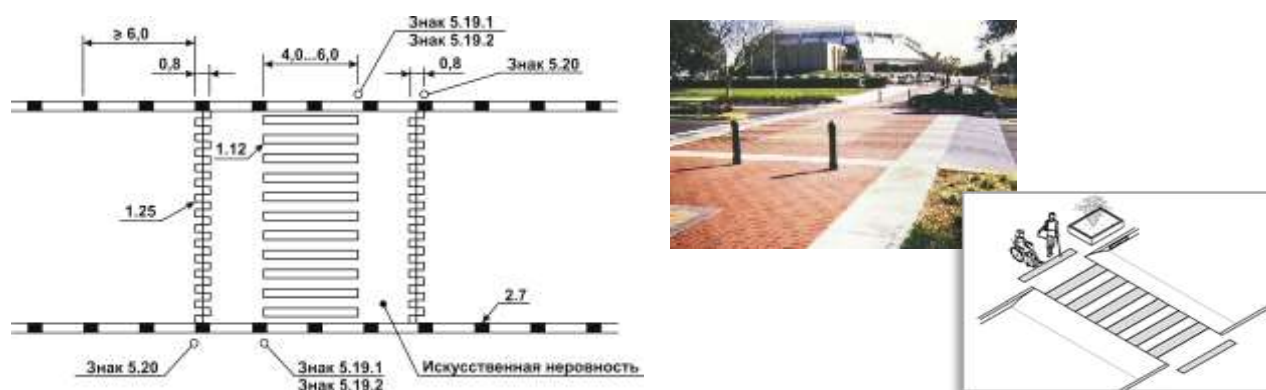 Знак 5.19.1
Знак 5.19.2
≥ 6,0
4,0...6,0
0,8
0,8
Знак 5.20
1.12
1.25
2.7
Знак 5.20
Знак 5.19.1
Знак 5.19.2
Искусственная неровность